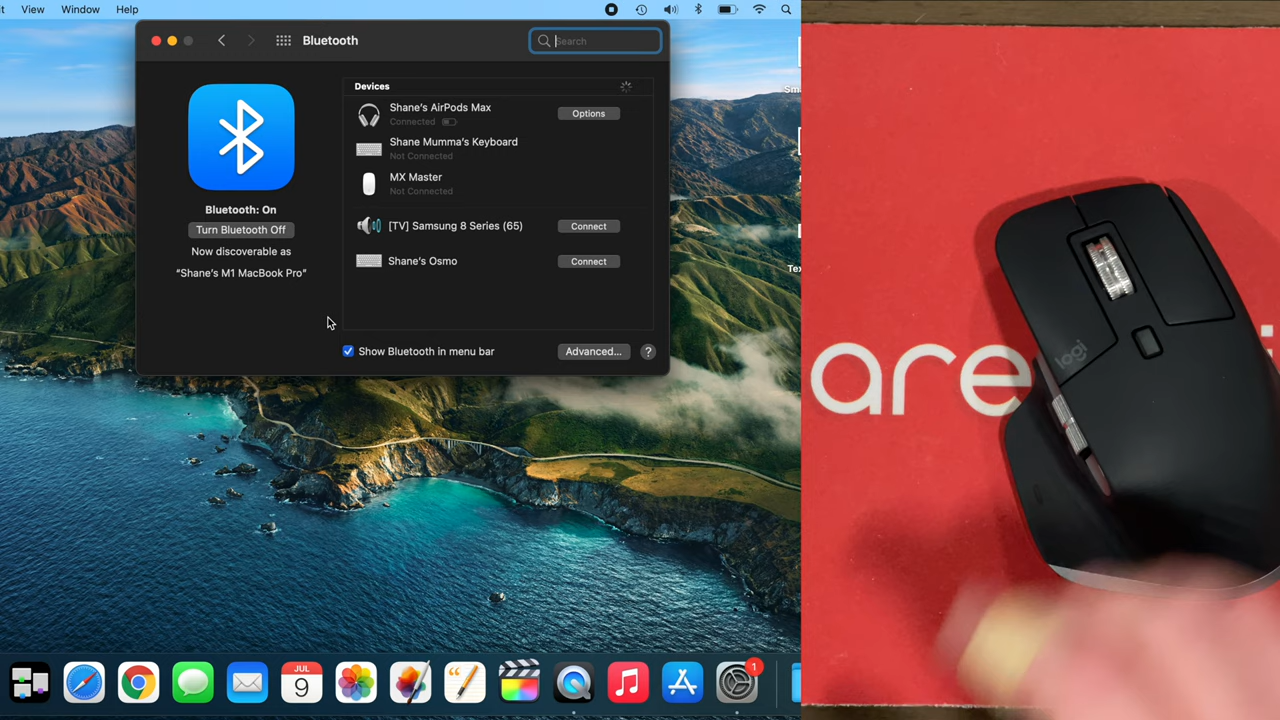 View Window Help
Bluetooth
Search
Devices
Shane's AirPods Max
Connected
Options
Shane Mumma's Keyboard
Not Connected
MX Master
Not Connected
[TV] Samsung 8 Series (65)
Connect
Shane's Osmo
Connect
Bluetooth: On
Turn Bluetooth Off
Now discoverable as
“Shane's M1 MacBook Pro”
Show Bluetooth in menu bar
Advanced...
?
JUL
9
1
logi
are